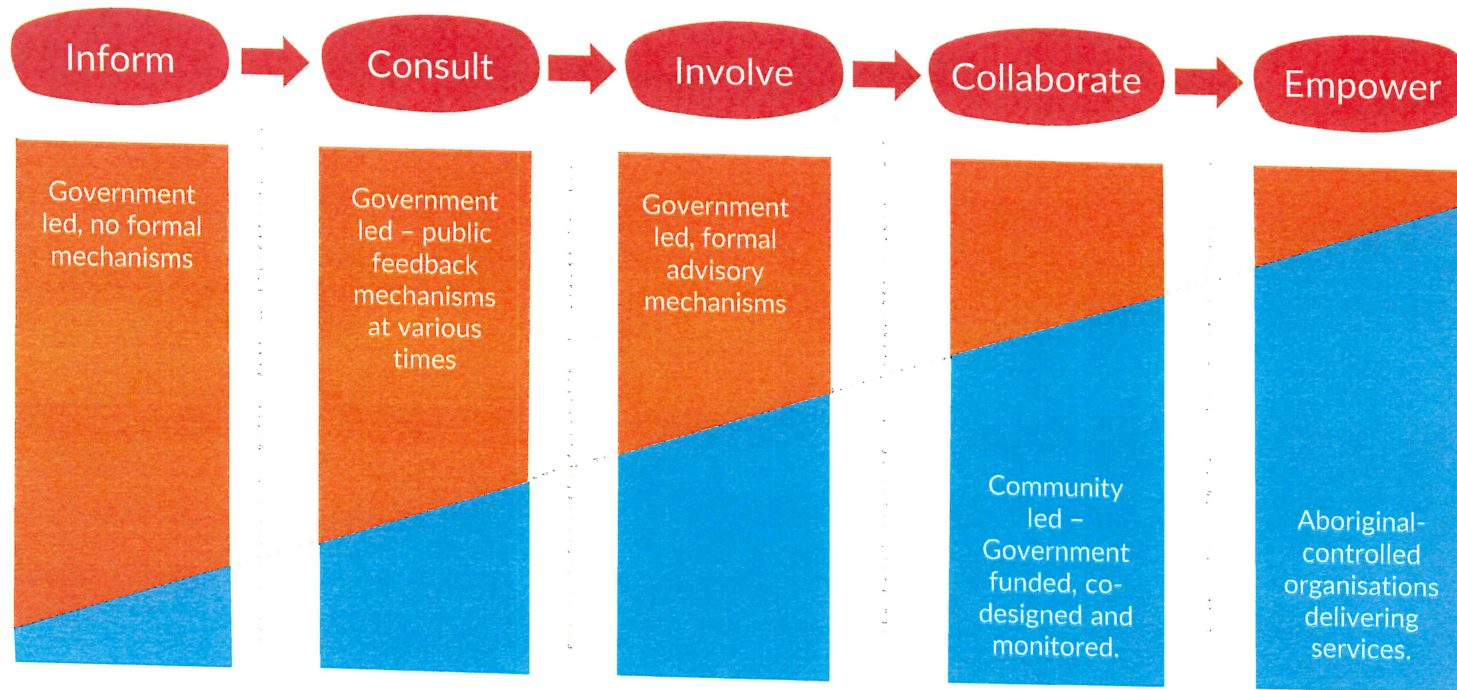 Inform
Consult
Involve
Collaborate
Empower
Government
led, no formal
mechanisms
Government
led – public
feedback
mechanisms
at various
times
Government
led, formal
advisory
mechanisms
Community
led –
Government
funded, co-
designed and
monitored.
Aboriginal-
controlled
organisations
delivering
services.